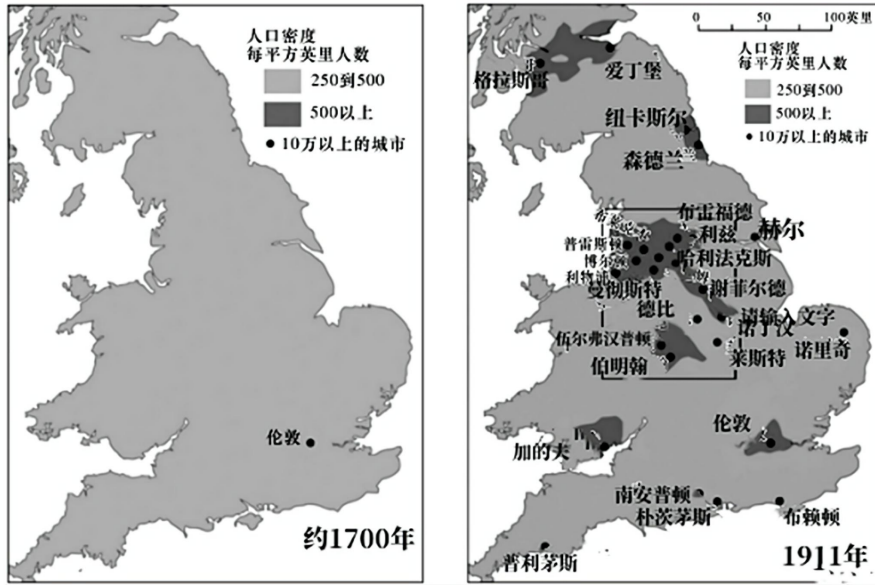 人口密度
每平方英里人数
250到500
500以上
10万以上的城市
伦敦
约1700年
0 50 100英里
人口密度
每平方英里人数
250到500
500以上
10万以上的城市
爱丁堡
格拉斯哥
纽卡斯尔
森德兰
布雷福德
赫尔
利兹
普雷斯顿
哈利法克斯
博尔顿
利物浦
曼彻斯特
谢菲尔德
德比
请输入文字
诺丁汉
诺里奇
伍尔弗汉普顿
莱斯特
伯明翰
伦敦
加的夫
南安普顿
朴茨茅斯
布赖顿
普利茅斯
1911年